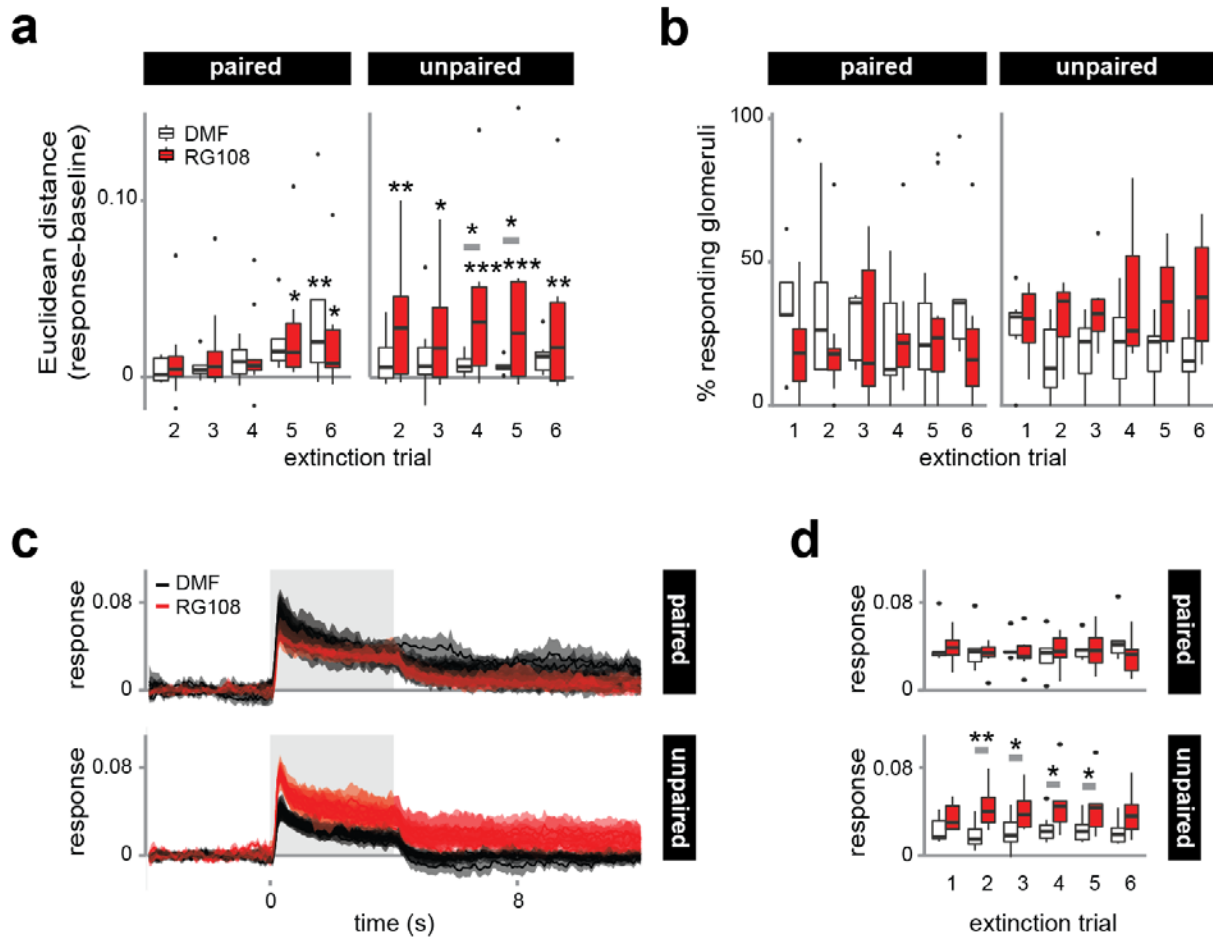 a
paired unpaired
DMF
RG108
Euclidean distance
(response-baseline)
0.10
0
* ** *
** * * *** * *** **
2 3 4 5 6 2 3 4 5 6
extinction trial
b
paired unpaired
% responding glomeruli
100
50
0
1 2 3 4 5 6 1 2 3 4 5 6
extinction trial
c
DMF
RG108
response
0.08
0
paired
response
0.08
0
unpaired
0 8
time (s)
d
response
0.08
0
paired
** * * *
response
0.08
0
unpaired
1 2 3 4 5 6
extinction trial